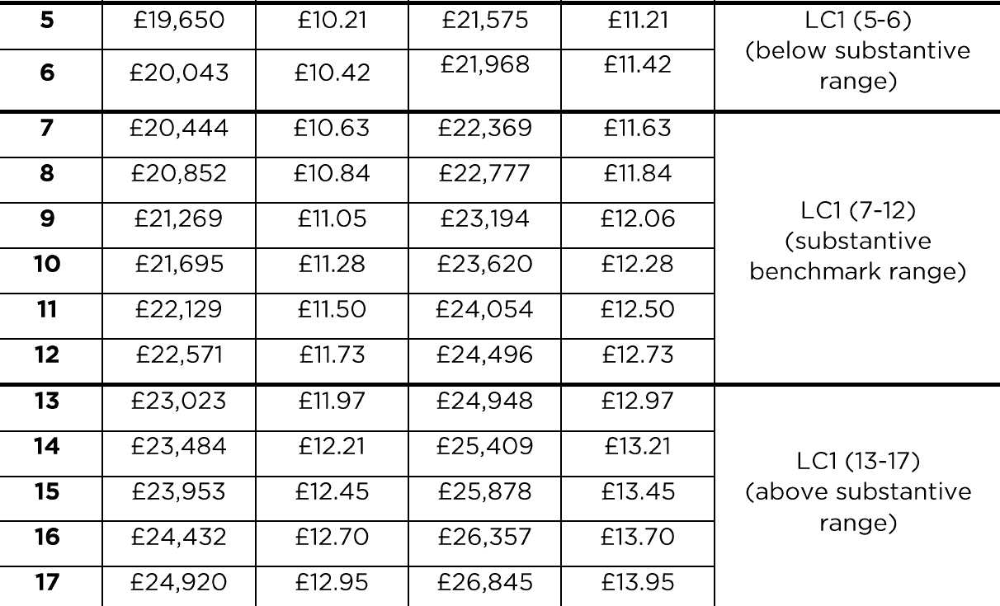 5 £19,650 £10.21 £21,575 £11.21 LC1 (5-6)
(below substantive
range)
6 £20,043 £10.42 £21,968 £11.42
7 £20,444 £10.63 £22,369 £11.63
8 £20,852 £10.84 £22,777 £11.84
9 £21,269 £11.05 £23,194 £12.06 LC1 (7-12)
(substantive
benchmark range)
10 £21,695 £11.28 £23,620 £12.28
11 £22,129 £11.50 £24,054 £12.50
12 £22,571 £11.73 £24,496 £12.73
13 £23,023 £11.97 £24,948 £12.97
14 £23,484 £12.21 £25,409 £13.21 LC1 (13-17)
(above substantive
range)
15 £23,953 £12.45 £25,878 £13.45
16 £24,432 £12.70 £26,357 £13.70
17 £24,920 £12.95 £26,845 £13.95